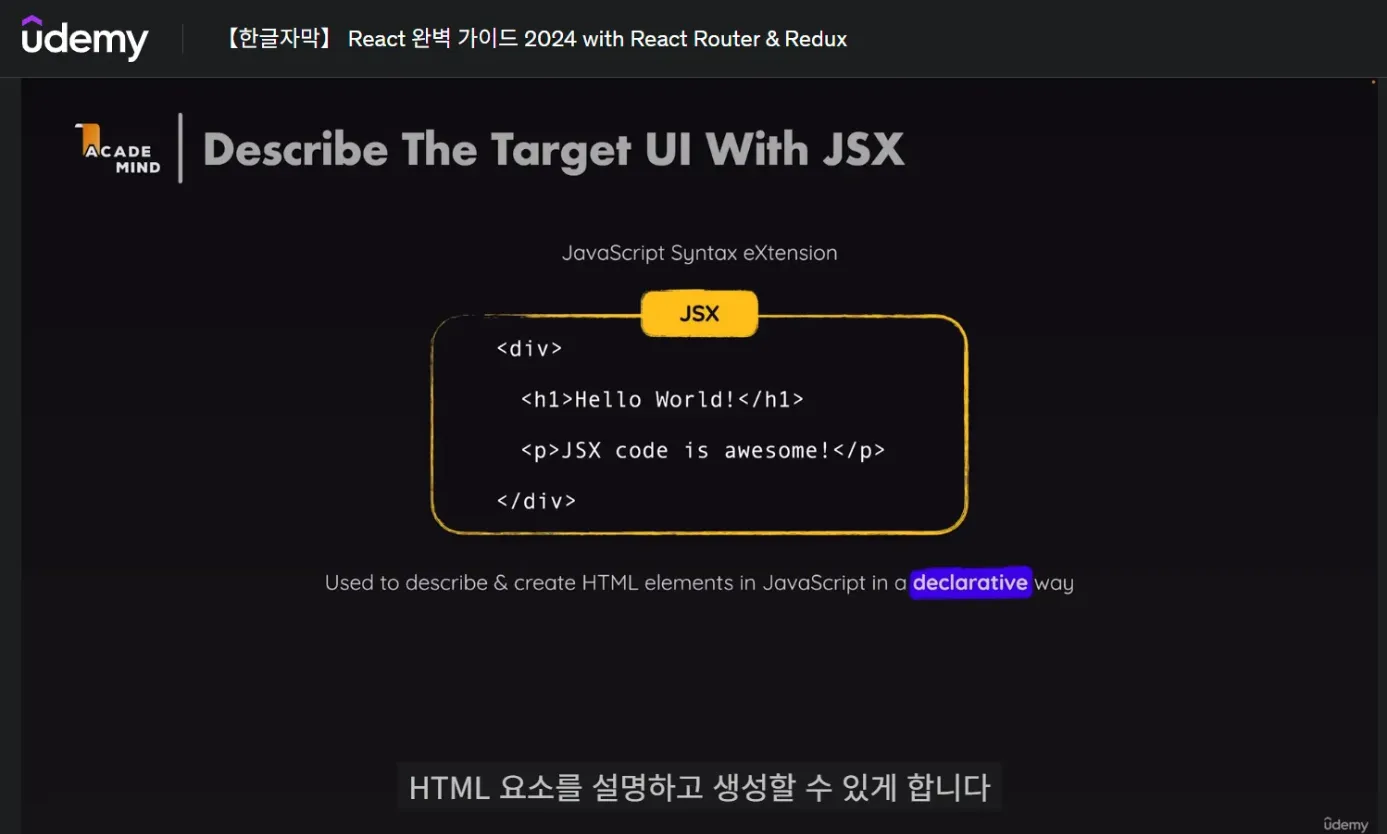 udemy
【한글자막】 React 완벽 가이드 2024 with React Router & Redux
ACADE
MIND
Describe The Target UI With JSX
JavaScript Syntax eXtension
JSX
<div>
<h1>Hello World!</h1>
<p>JSX code is awesome!</p>
</div>
Used to describe & create HTML elements in JavaScript in a declarative way
HTML 요소를 설명하고 생성할 수 있게 합니다
udemy